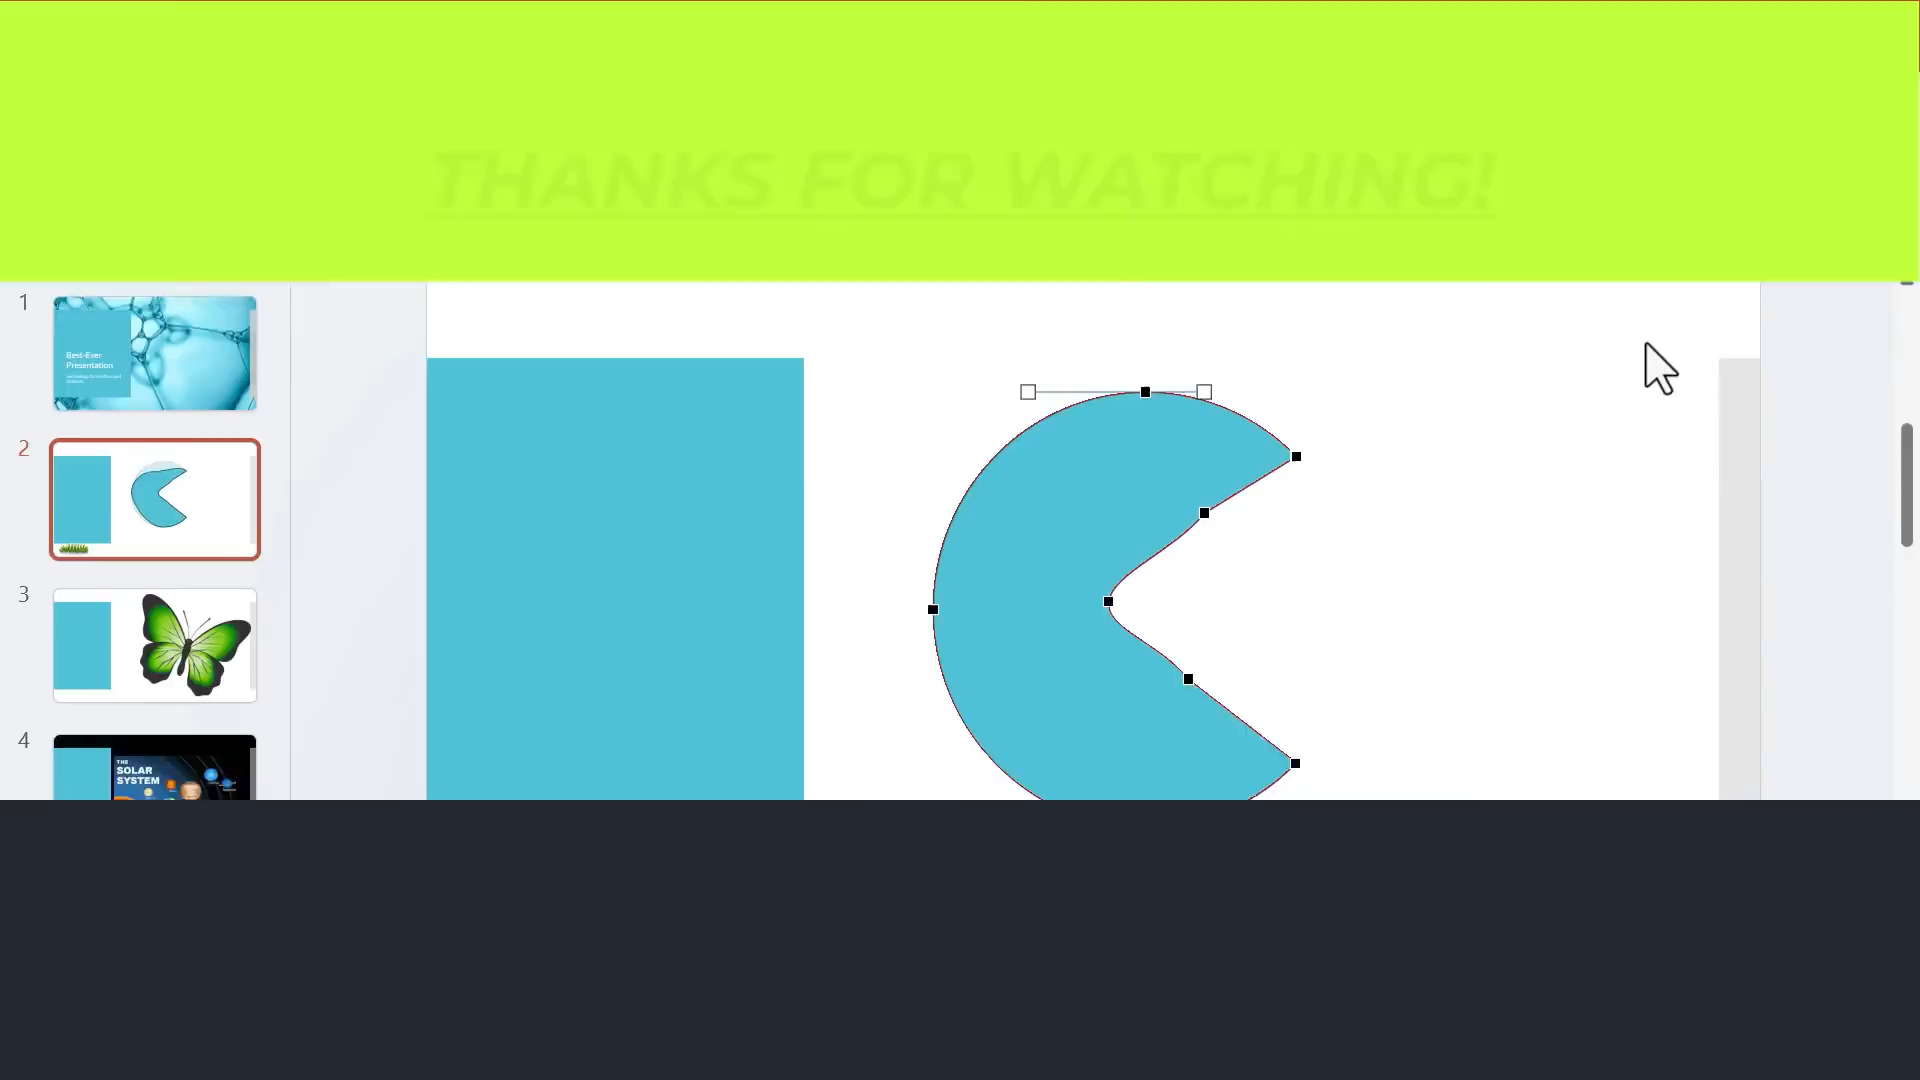 THANKS FOR WATCHING!
1
Best-Ever
Presentation
2
3
4
THE
SOLAR
SYSTEM